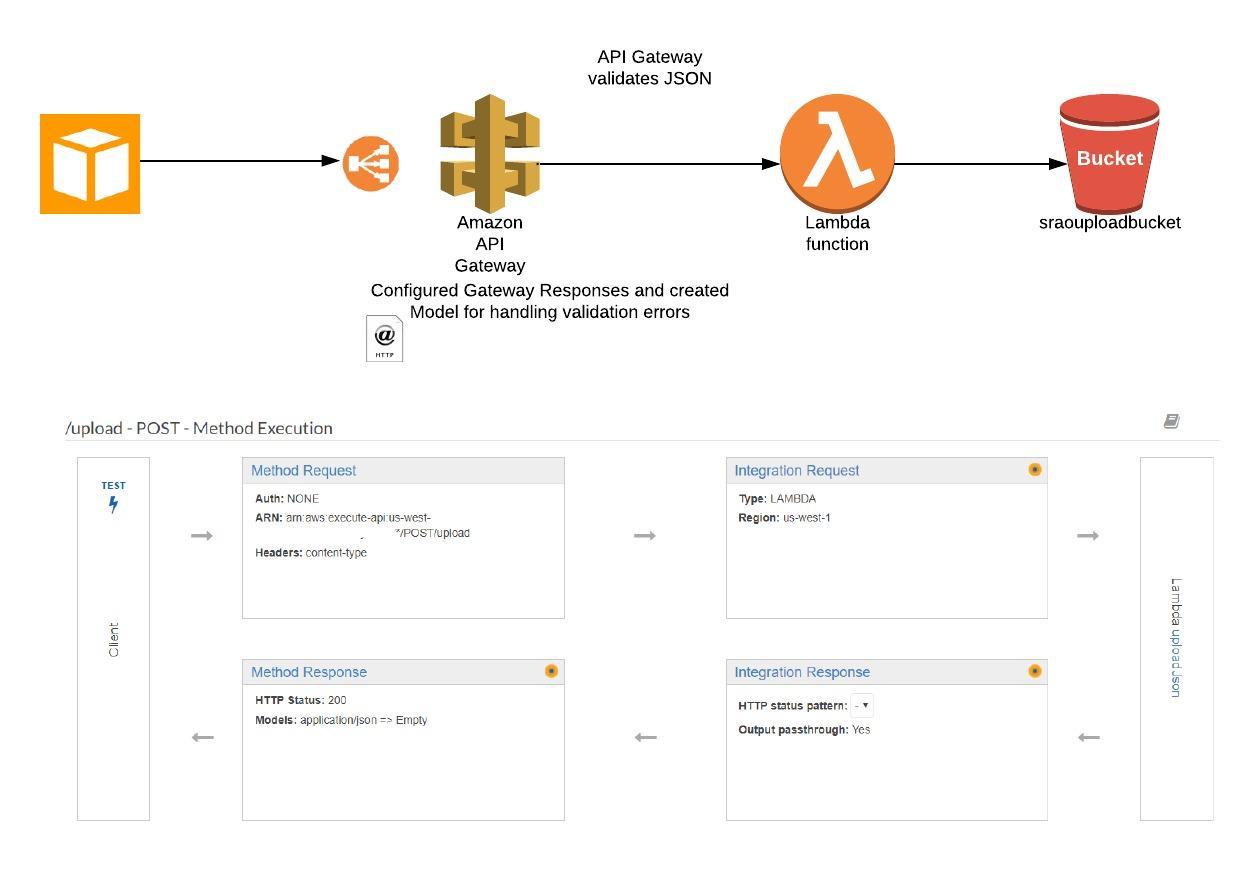 API Gateway
validates JSON
Bucket
Amazon
API
Gateway
Lambda
function
sraouploadbucket
Configured Gateway Responses and created
Model for handling validation errors
@
HTTP
/upload - POST - Method Execution
TEST
Client
Method Request
Auth: NONE
ARN: arn:aws:execute-api:us-west-
*/POST/upload
Headers: content-type
Integration Request
Type: LAMBDA
Region: us-west-1
Lambda uploadJson
Method Response
HTTP Status: 200
Models: application/json => Empty
Integration Response
HTTP status pattern: -
Output passthrough: Yes